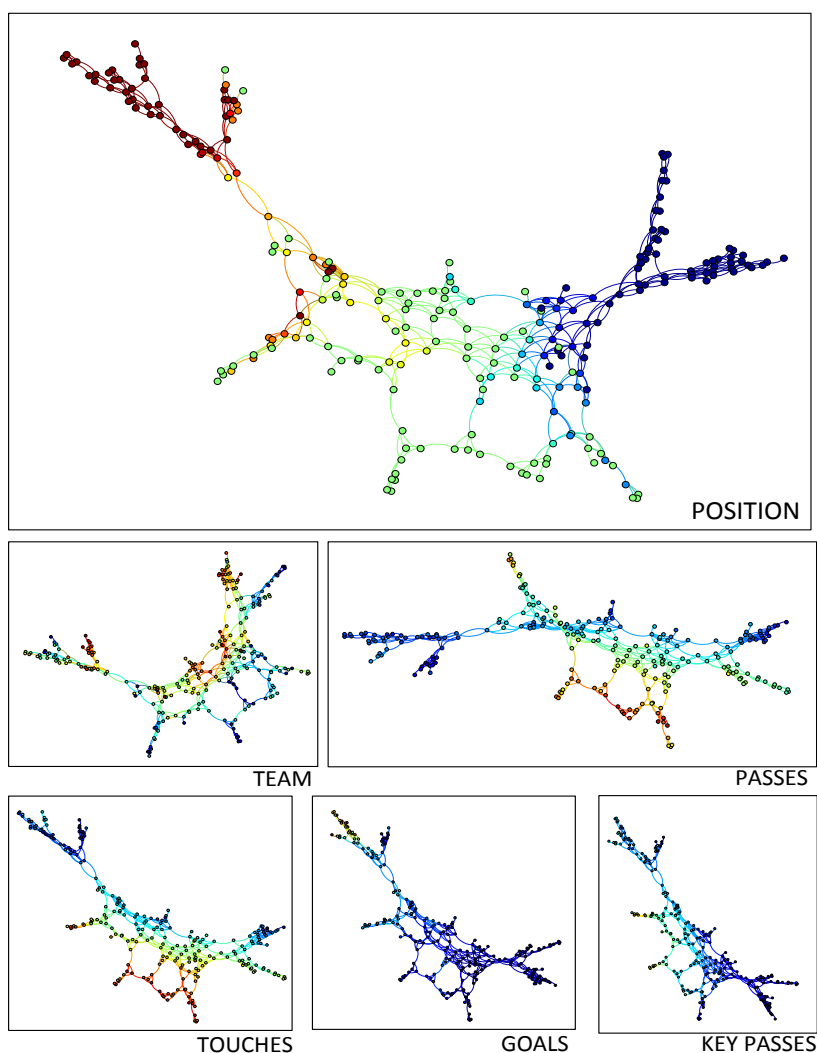 POSITION
TEAM
PASSES
TOUCHES
GOALS
KEY PASSES